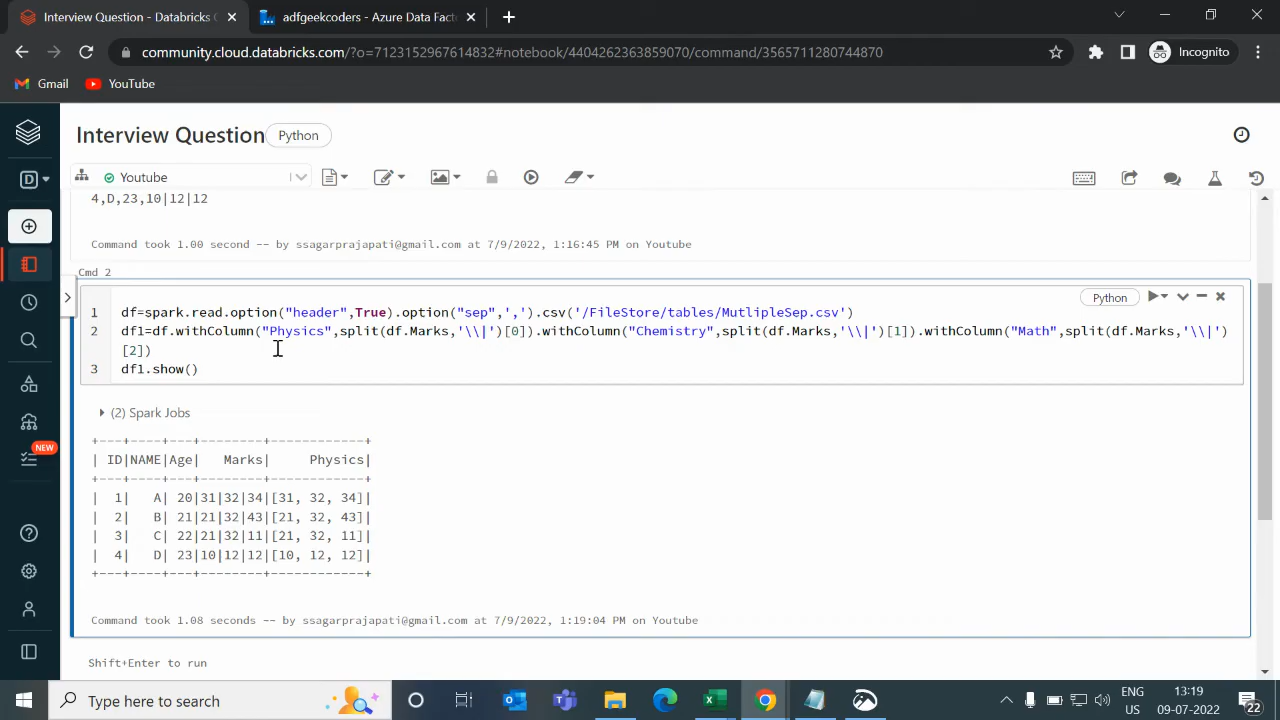 Interview Question - Databricks C
adfgeekcoders - Azure Data Fact
community.cloud.databricks.com/?o=7123152967614832#notebook/4404262363859070/command/3565711280744870
Incognito
Gmail
YouTube
Interview Question
Python
D
Youtube
4,D,23,10|12|12
Command took 1.00 second -- by ssagarprajapati@gmail.com at 7/9/2022, 1:16:45 PM on Youtube
Cmd 2
Python
1 df=spark.read.option("header",True).option("sep",',').csv('/FileStore/tables/MutlipleSep.csv')
2 df1=df.withColumn("Physics",split(df.Marks,'\\|')[0]).withColumn("Chemistry",split(df.Marks,'\\|')[1]).withColumn("Math",split(df.Marks,'\\|')
[2])
3 df1.show()
(2) Spark Jobs
+---+----+---+--------+------------+
| ID|NAME|Age|   Marks|     Physics|
+---+----+---+--------+------------+
|  1|   A| 20|31|32|34|[31, 32, 34]|
|  2|   B| 21|21|32|43|[21, 32, 43]|
|  3|   C| 22|21|32|11|[21, 32, 11]|
|  4|   D| 23|10|12|12|[10, 12, 12]|
+---+----+---+--------+------------+
NEW
Command took 1.08 seconds -- by ssagarprajapati@gmail.com at 7/9/2022, 1:19:04 PM on Youtube
Shift+Enter to run
Type here to search
ENG
US
13:19
09-07-2022
22